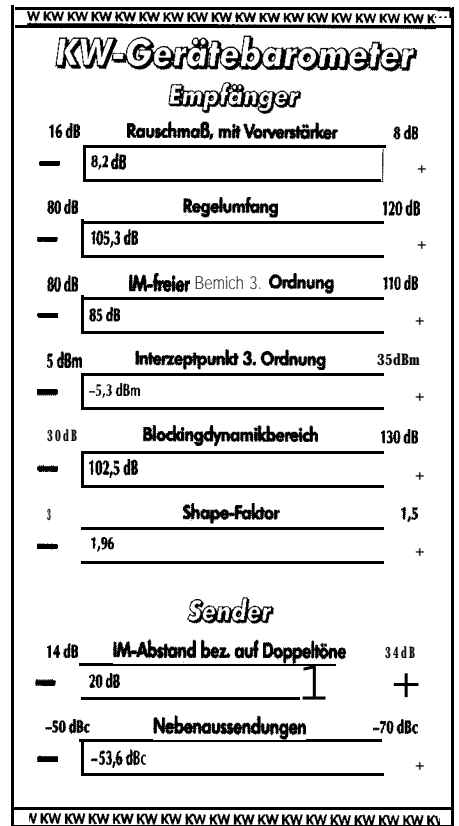 W KW KW KW KW KW KW KW KW KW KW KW KW KW KW KW K
KW-Gerätebarometer
Empfänger
16 dB Rauschmaß, mit Vorverstärker 8 dB
− 8,2 dB +
80 dB Regelumfang 120 dB
− 105,3 dB +
80 dB IM-freier Bemich 3. Ordnung 110 dB
− 85 dB +
5 dBm Interzeptpunkt 3. Ordnung 35dBm
− −5,3 dBm +
30dB Blockingdynamikbereich 130 dB
− 102,5 dB +
3 Shape-Faktor 1,5
− 1,96 +
Sender
14 dB IM-Abstand bez. auf Doppeltöne 34dB
− 20 dB 1 +
−50 dBc Nebenaussendungen −70 dBc
− −53,6 dBc +
V KW KW KW KW KW KW KW KW KW KW KW KW KW KW KW KV